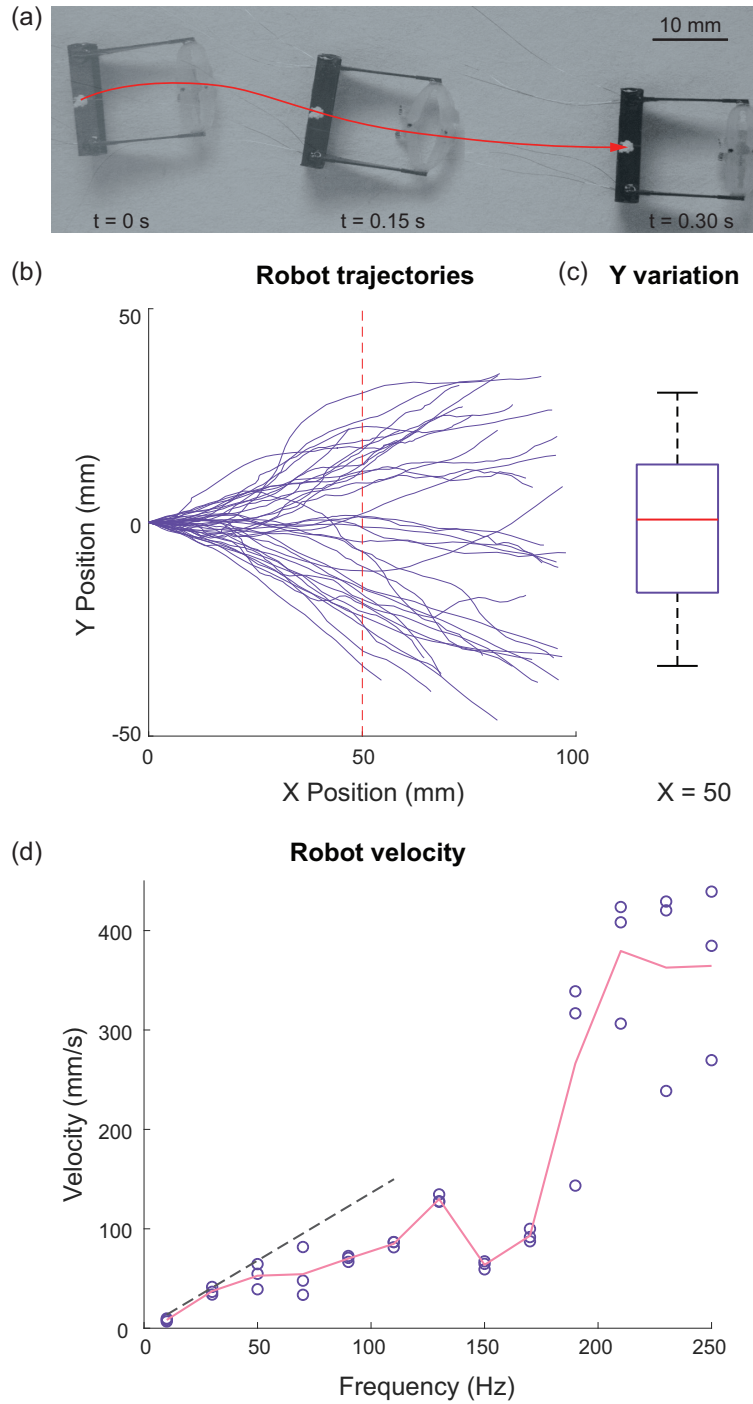 (a)
10 mm
t = 0 s
t = 0.15 s
t = 0.30 s
(b)
Robot trajectories
(c)
Y variation
50
0
-50
Y Position (mm)
0
50
100
X Position (mm)
X = 50
(d)
Robot velocity
400
300
200
100
0
Velocity (mm/s)
0
50
100
150
200
250
Frequency (Hz)